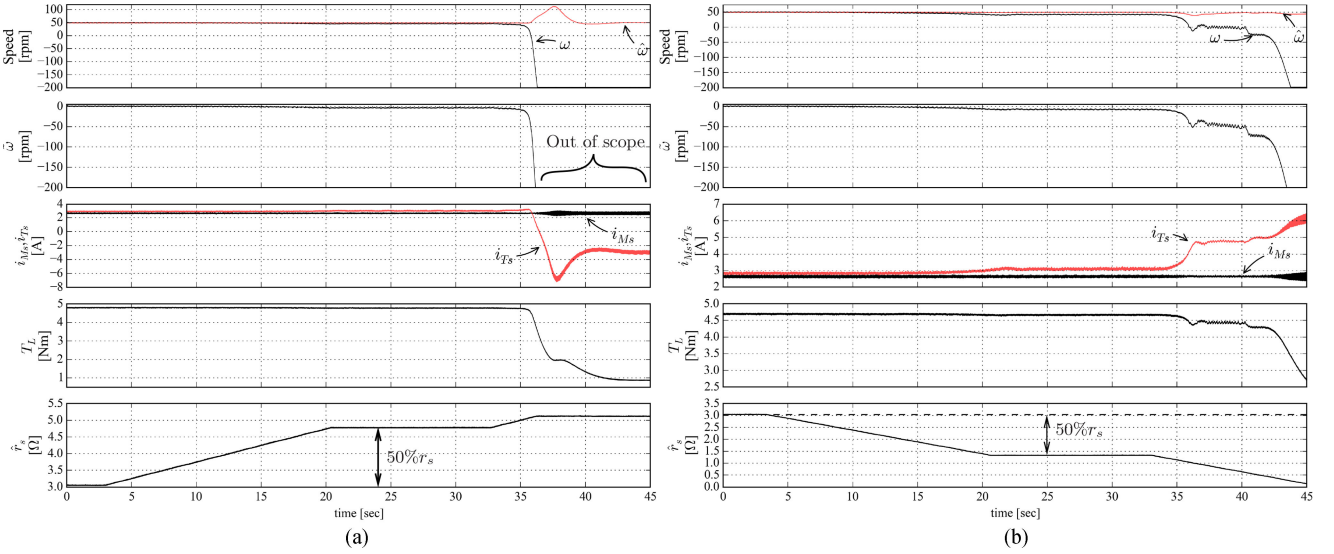 100
50
0
−50
−100
−150
−200
Speed
[rpm]
ω
ω̂
0
−50
−100
−150
−200
ω̃
[rpm]
Out of scope
4
2
0
−2
−4
−6
−8
i_Ms, i_Ts
[A]
i_Ts
i_Ms
5
4
3
2
1
T_L
[Nm]
5.0
4.5
4.0
3.5
3.0
r̂_s
[Ω]
50%r_s
0 5 10 15 20 25 30 35 40 45
time [sec]
(a)
50
0
−50
−100
−150
−200
Speed
[rpm]
ω
ω̂
0
−50
−100
−150
−200
ω̃
[rpm]
7
6
5
4
3
2
i_Ms, i_Ts
[A]
i_Ts
i_Ms
5.0
4.5
4.0
3.5
3.0
2.5
T_L
[Nm]
3.5
3.0
2.5
2.0
1.5
1.0
0.5
0.0
r̂_s
[Ω]
50%r_s
0 5 10 15 20 25 30 35 40 45
time [sec]
(b)